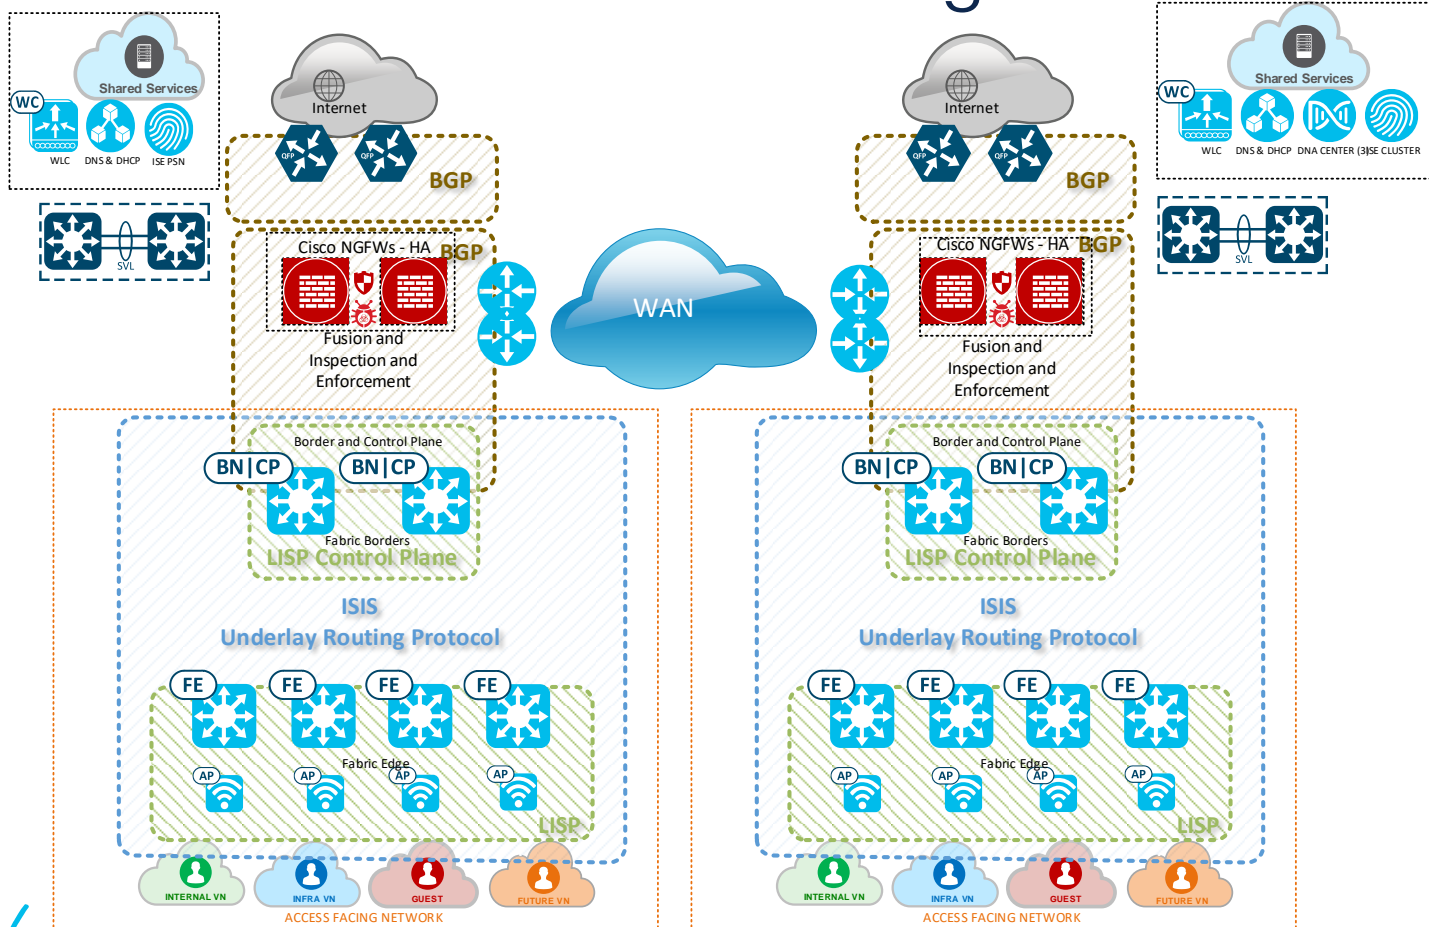 g
Shared Services
WC
WLC
DNS & DHCP
ISE PSN
SVL
Internet
QFP
QFP
BGP
Cisco NGFWs - HA
BGP
Fusion and
Inspection and
Enforcement
WAN
Internet
QFP
QFP
BGP
Cisco NGFWs - HA
BGP
Fusion and
Inspection and
Enforcement
Shared Services
WC
WLC
DNS & DHCP
DNA CENTER (3)
ISE CLUSTER
SVL
Border and Control Plane
BN|CP
BN|CP
Fabric Borders
LISP Control Plane
ISIS
Underlay Routing Protocol
FE
FE
FE
FE
Fabric Edge
AP
AP
AP
AP
LISP
INTERNAL VN
INFRA VN
GUEST
FUTURE VN
ACCESS FACING NETWORK
Border and Control Plane
BN|CP
BN|CP
Fabric Borders
LISP Control Plane
ISIS
Underlay Routing Protocol
FE
FE
FE
FE
Fabric Edge
AP
AP
AP
AP
LISP
INTERNAL VN
INFRA VN
GUEST
FUTURE VN
ACCESS FACING NETWORK